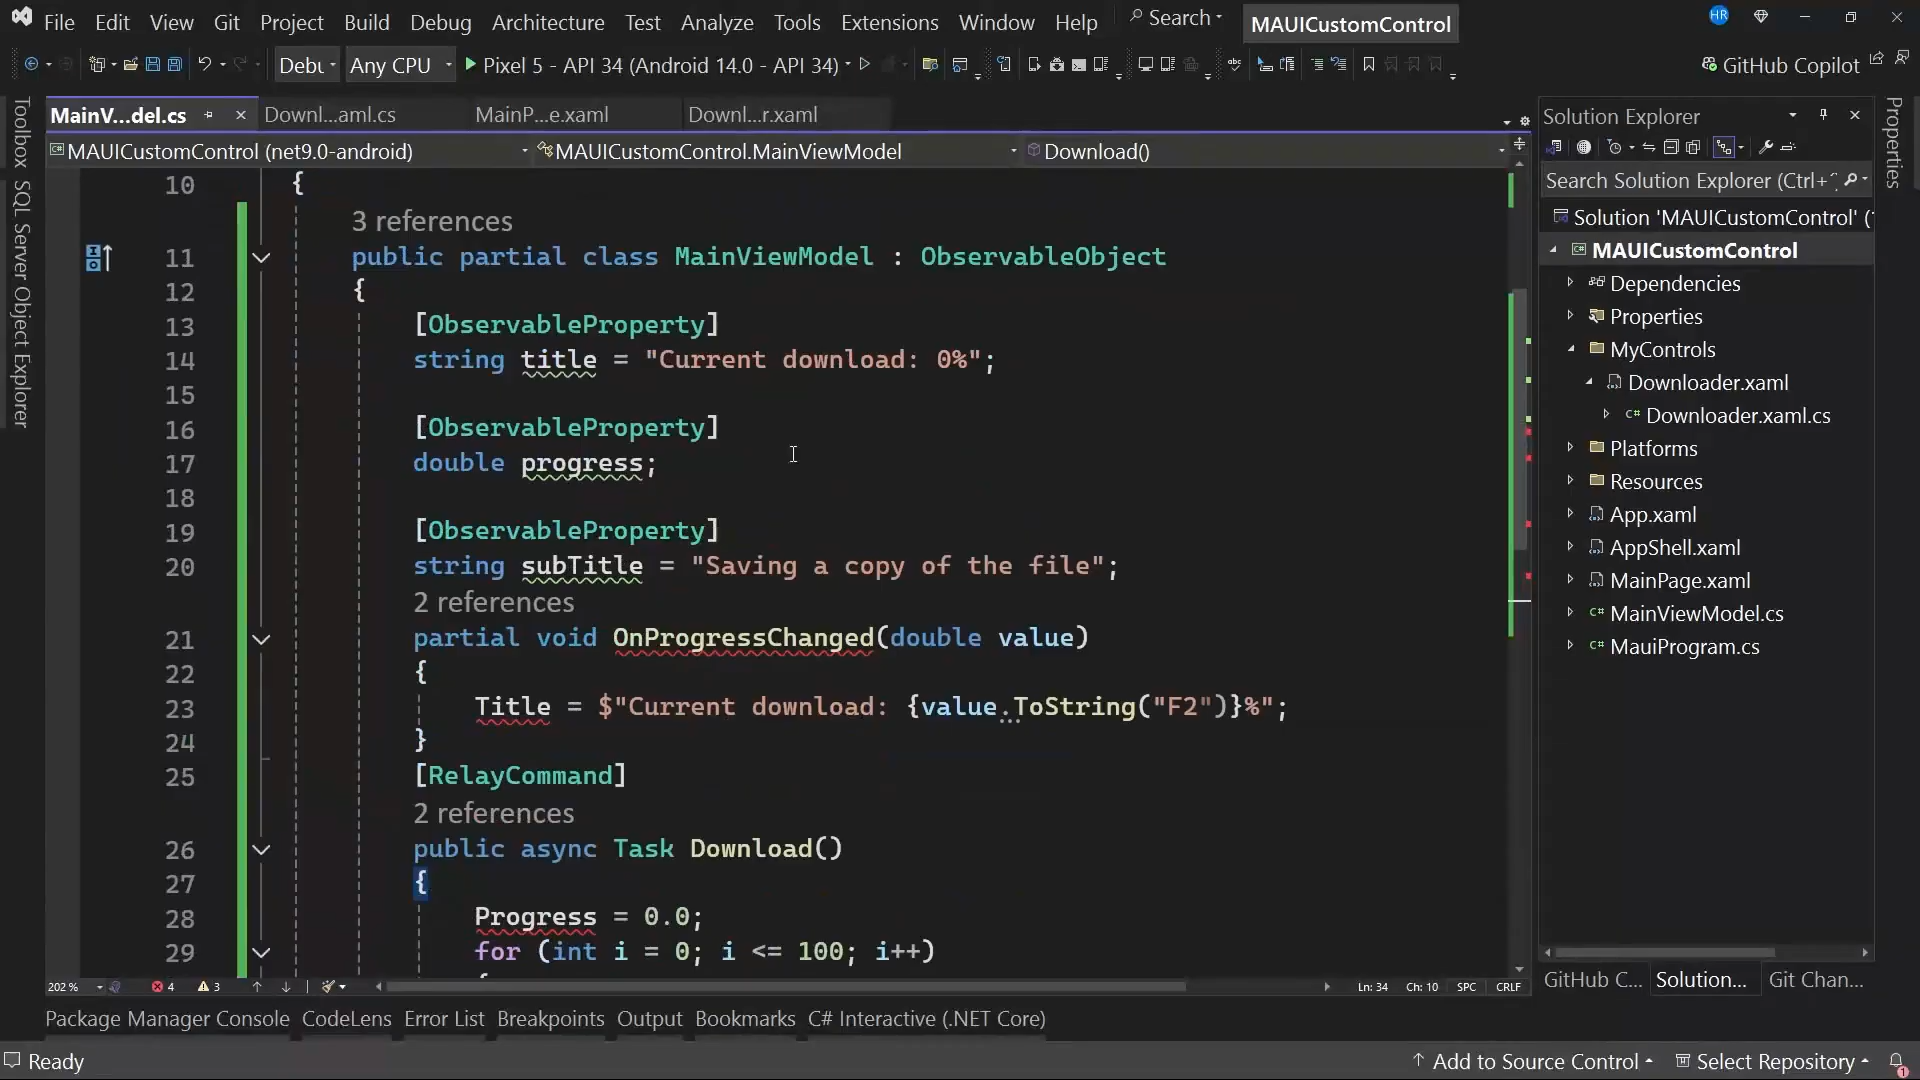 File Edit View Git Project Build Debug Architecture Test Analyze Tools Extensions Window Help Search MAUICustomControl HR
Debu Any CPU Pixel 5 - API 34 (Android 14.0 - API 34) GitHub Copilot
MainV...del.cs Downl...aml.cs MainP...e.xaml Downl...r.xaml
MAUICustomControl (net9.0-android) MAUICustomControl.MainViewModel Download()
10 {
3 references
11 public partial class MainViewModel : ObservableObject
12 {
13 [ObservableProperty]
14 string title = "Current download: 0%";
15
16 [ObservableProperty]
17 double progress;
18
19 [ObservableProperty]
20 string subTitle = "Saving a copy of the file";
2 references
21 partial void OnProgressChanged(double value)
22 {
23 Title = $"Current download: {value.ToString("F2")}%";
24 }
25 [RelayCommand]
2 references
26 public async Task Download()
27 {
28 Progress = 0.0;
29 for (int i = 0; i <= 100; i++)
202 % 4 3 Ln: 34 Ch: 10 SPC CRLF
Package Manager Console CodeLens Error List Breakpoints Output Bookmarks C# Interactive (.NET Core)
Ready Add to Source Control Select Repository 1
Toolbox
SQL Server Object Explorer
Solution Explorer
Search Solution Explorer (Ctrl+
Solution 'MAUICustomControl' (
MAUICustomControl
Dependencies
Properties
MyControls
Downloader.xaml
C# Downloader.xaml.cs
Platforms
Resources
App.xaml
AppShell.xaml
MainPage.xaml
C# MainViewModel.cs
C# MauiProgram.cs
GitHub C... Solution... Git Chan...
Properties